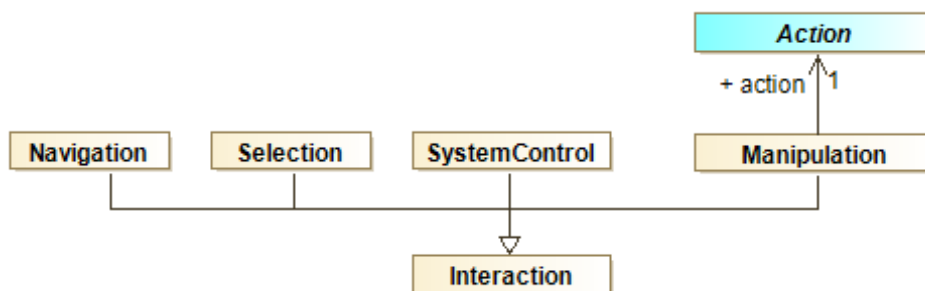 Action
+ action 1
Navigation
Selection
SystemControl
Manipulation
Interaction